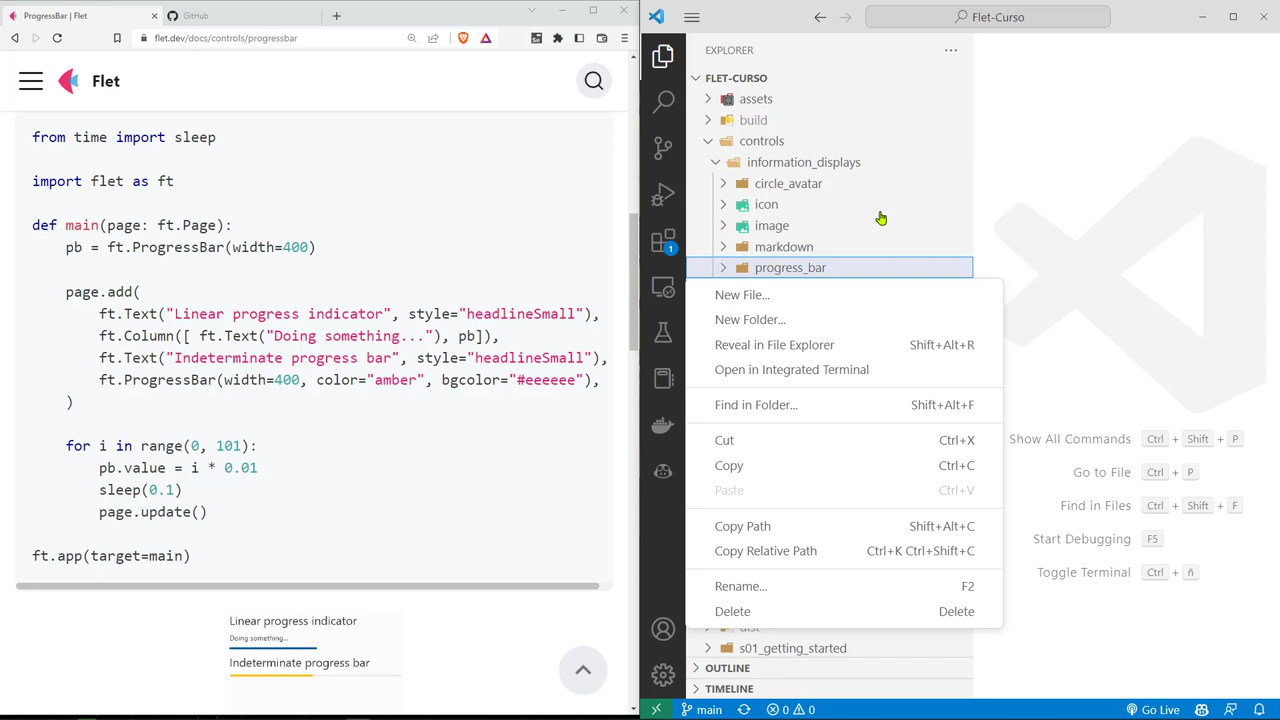 ProgressBar | Flet
GitHub
flet.dev/docs/controls/progressbar
Flet
from time import sleep
import flet as ft
def main(page: ft.Page):
pb = ft.ProgressBar(width=400)
page.add(
ft.Text("Linear progress indicator", style="headlineSmall"),
ft.Column([ ft.Text("Doing something..."), pb]),
ft.Text("Indeterminate progress bar", style="headlineSmall"),
ft.ProgressBar(width=400, color="amber", bgcolor="#eeeeee"),
)
for i in range(0, 101):
pb.value = i * 0.01
sleep(0.1)
page.update()
ft.app(target=main)
Linear progress indicator
Doing something...
Indeterminate progress bar
Flet-Curso
EXPLORER
FLET-CURSO
assets
build
controls
information_displays
circle_avatar
icon
image
markdown
progress_bar
1
New File...
New Folder...
Reveal in File Explorer Shift+Alt+R
Open in Integrated Terminal
Find in Folder... Shift+Alt+F
Cut Ctrl+X
Copy Ctrl+C
Paste Ctrl+V
Copy Path Shift+Alt+C
Copy Relative Path Ctrl+K Ctrl+Shift+C
Rename... F2
Delete Delete
s01_getting_started
OUTLINE
TIMELINE
Show All Commands Ctrl + Shift + P
Go to File Ctrl + P
Find in Files Ctrl + Shift + F
Start Debugging F5
Toggle Terminal Ctrl + ñ
main 0 0
Go Live